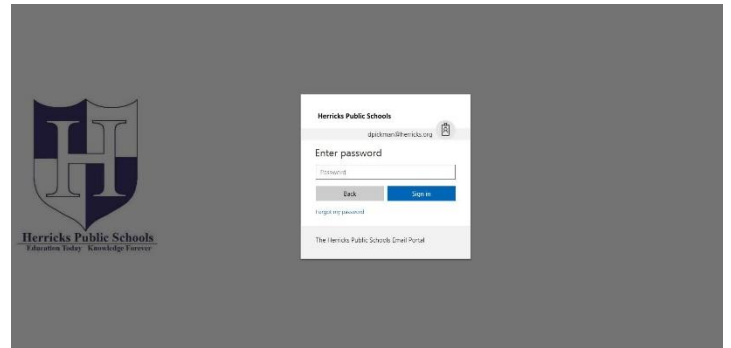 H
Herricks Public Schools
Education Today Knowledge Forever
Herricks Public Schools
dpickman@herricks.org
Enter password
Password
Back
Sign in
Forgot my password
The Herricks Public Schools Email Portal